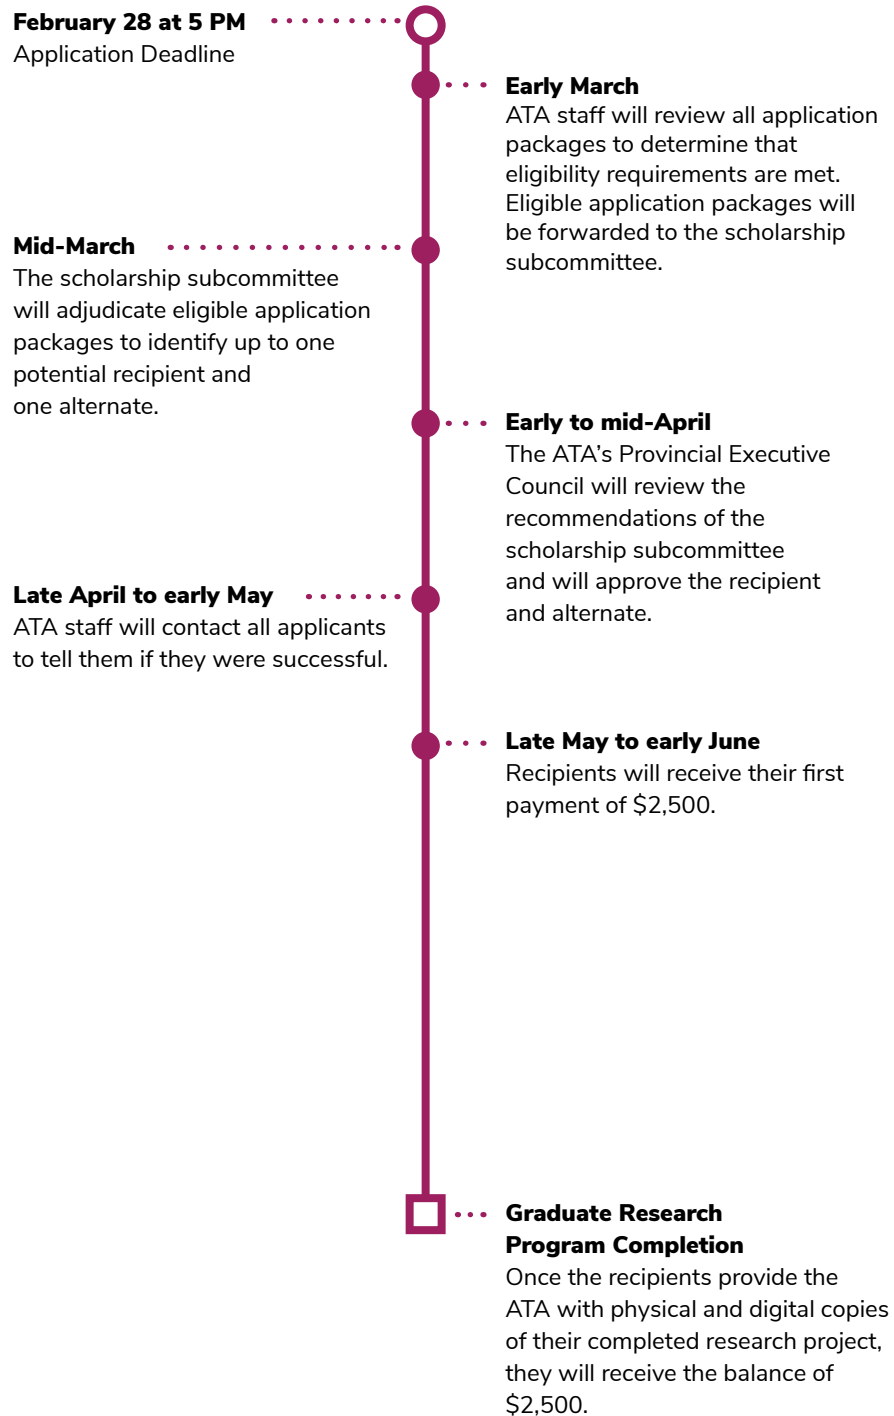 February 28 at 5 PM
Application Deadline
Early March
ATA staff will review all application
packages to determine that
eligibility requirements are met.
Eligible application packages will
be forwarded to the scholarship
subcommittee.
Mid-March
The scholarship subcommittee
will adjudicate eligible application
packages to identify up to one
potential recipient and
one alternate.
Early to mid-April
The ATA’s Provincial Executive
Council will review the
recommendations of the
scholarship subcommittee
and will approve the recipient
and alternate.
Late April to early May
ATA staff will contact all applicants
to tell them if they were successful.
Late May to early June
Recipients will receive their first
payment of $2,500.
Graduate Research
Program Completion
Once the recipients provide the
ATA with physical and digital copies
of their completed research project,
they will receive the balance of
$2,500.